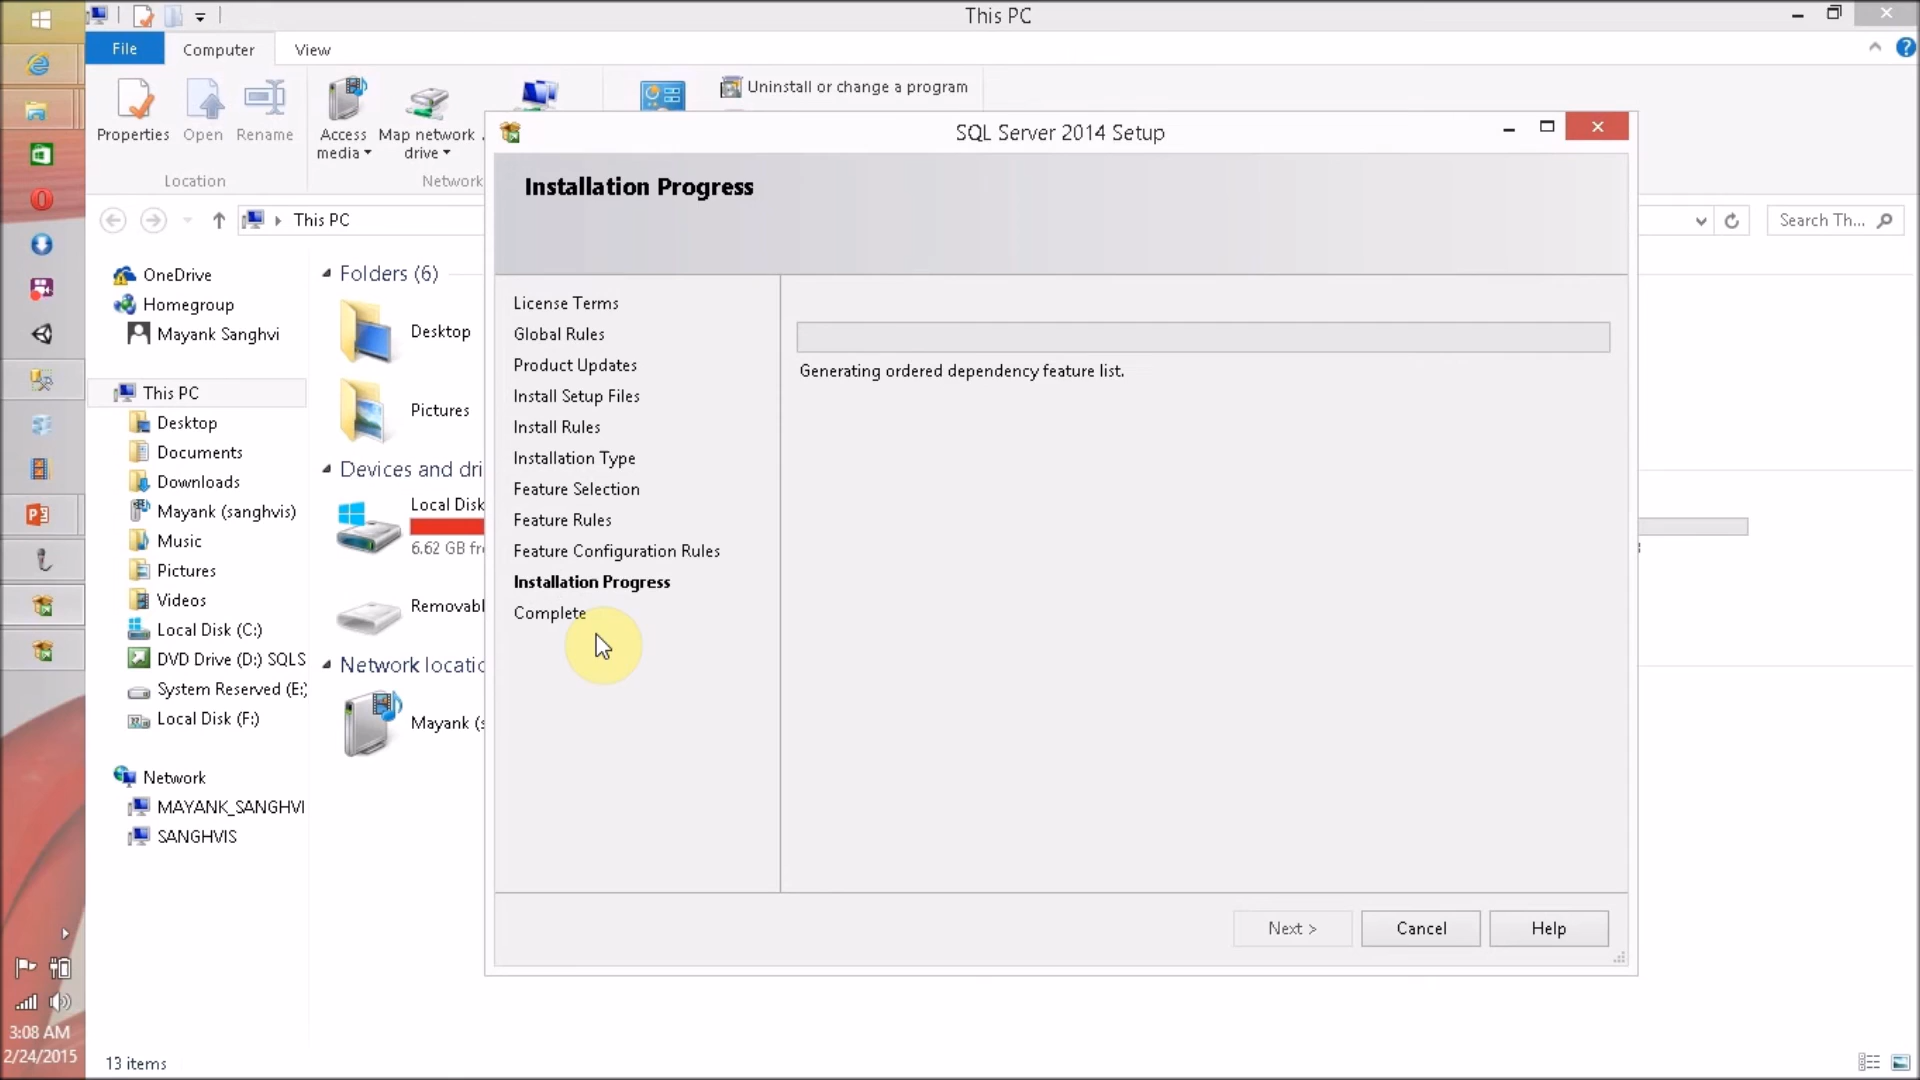 This PC
File
Computer
View
Properties
Open
Rename
Access media
Map network drive
Uninstall or change a program
Location
Network
This PC
Search Th...
OneDrive
Homegroup
Mayank Sanghvi
This PC
Desktop
Documents
Downloads
Mayank (sanghvis)
Music
Pictures
Videos
Local Disk (C:)
DVD Drive (D:) SQLS
System Reserved (E:)
Local Disk (F:)
Network
MAYANK_SANGHVI
SANGHVIS
Folders (6)
Desktop
Pictures
Devices and dri
Local Disk
6.62 GB fr
Removabl
Network locatio
Mayank (s
SQL Server 2014 Setup
Installation Progress
License Terms
Global Rules
Product Updates
Install Setup Files
Install Rules
Installation Type
Feature Selection
Feature Rules
Feature Configuration Rules
Installation Progress
Complete
Generating ordered dependency feature list.
Next >
Cancel
Help
3:08 AM
2/24/2015
13 items